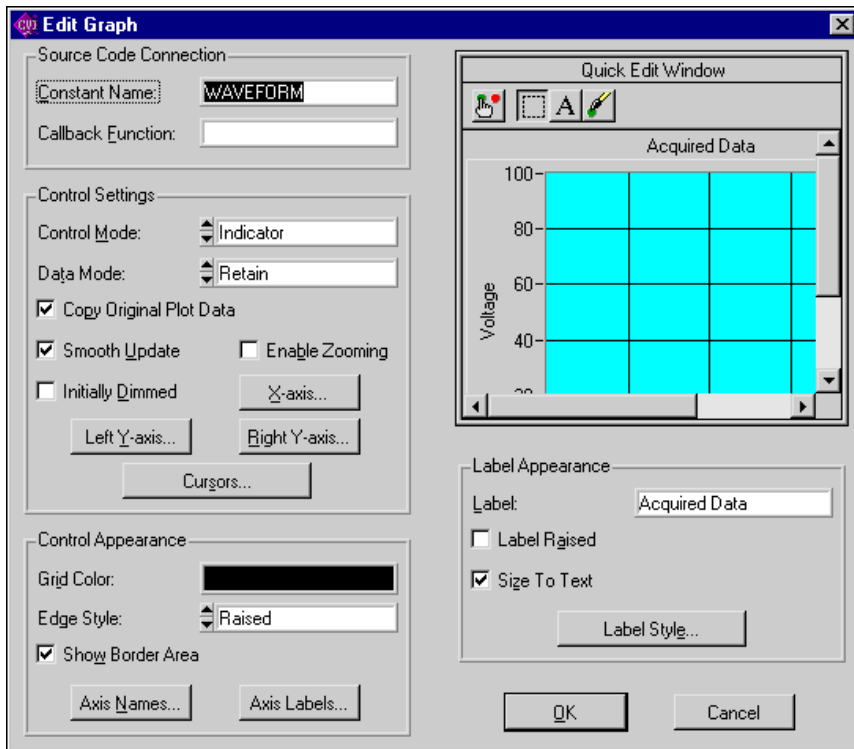 CVI Edit Graph
Source Code Connection
Constant Name: WAVEFORM
Callback Function:
Control Settings
Control Mode: Indicator
Data Mode: Retain
Copy Original Plot Data
Smooth Update Enable Zooming
Initially Dimmed X-axis...
Left Y-axis... Right Y-axis...
Cursors...
Control Appearance
Grid Color:
Edge Style: Raised
Show Border Area
Axis Names... Axis Labels...
Quick Edit Window
A
Acquired Data
100
80
60
40
20
Voltage
Label Appearance
Label: Acquired Data
Label Raised
Size To Text
Label Style...
OK Cancel